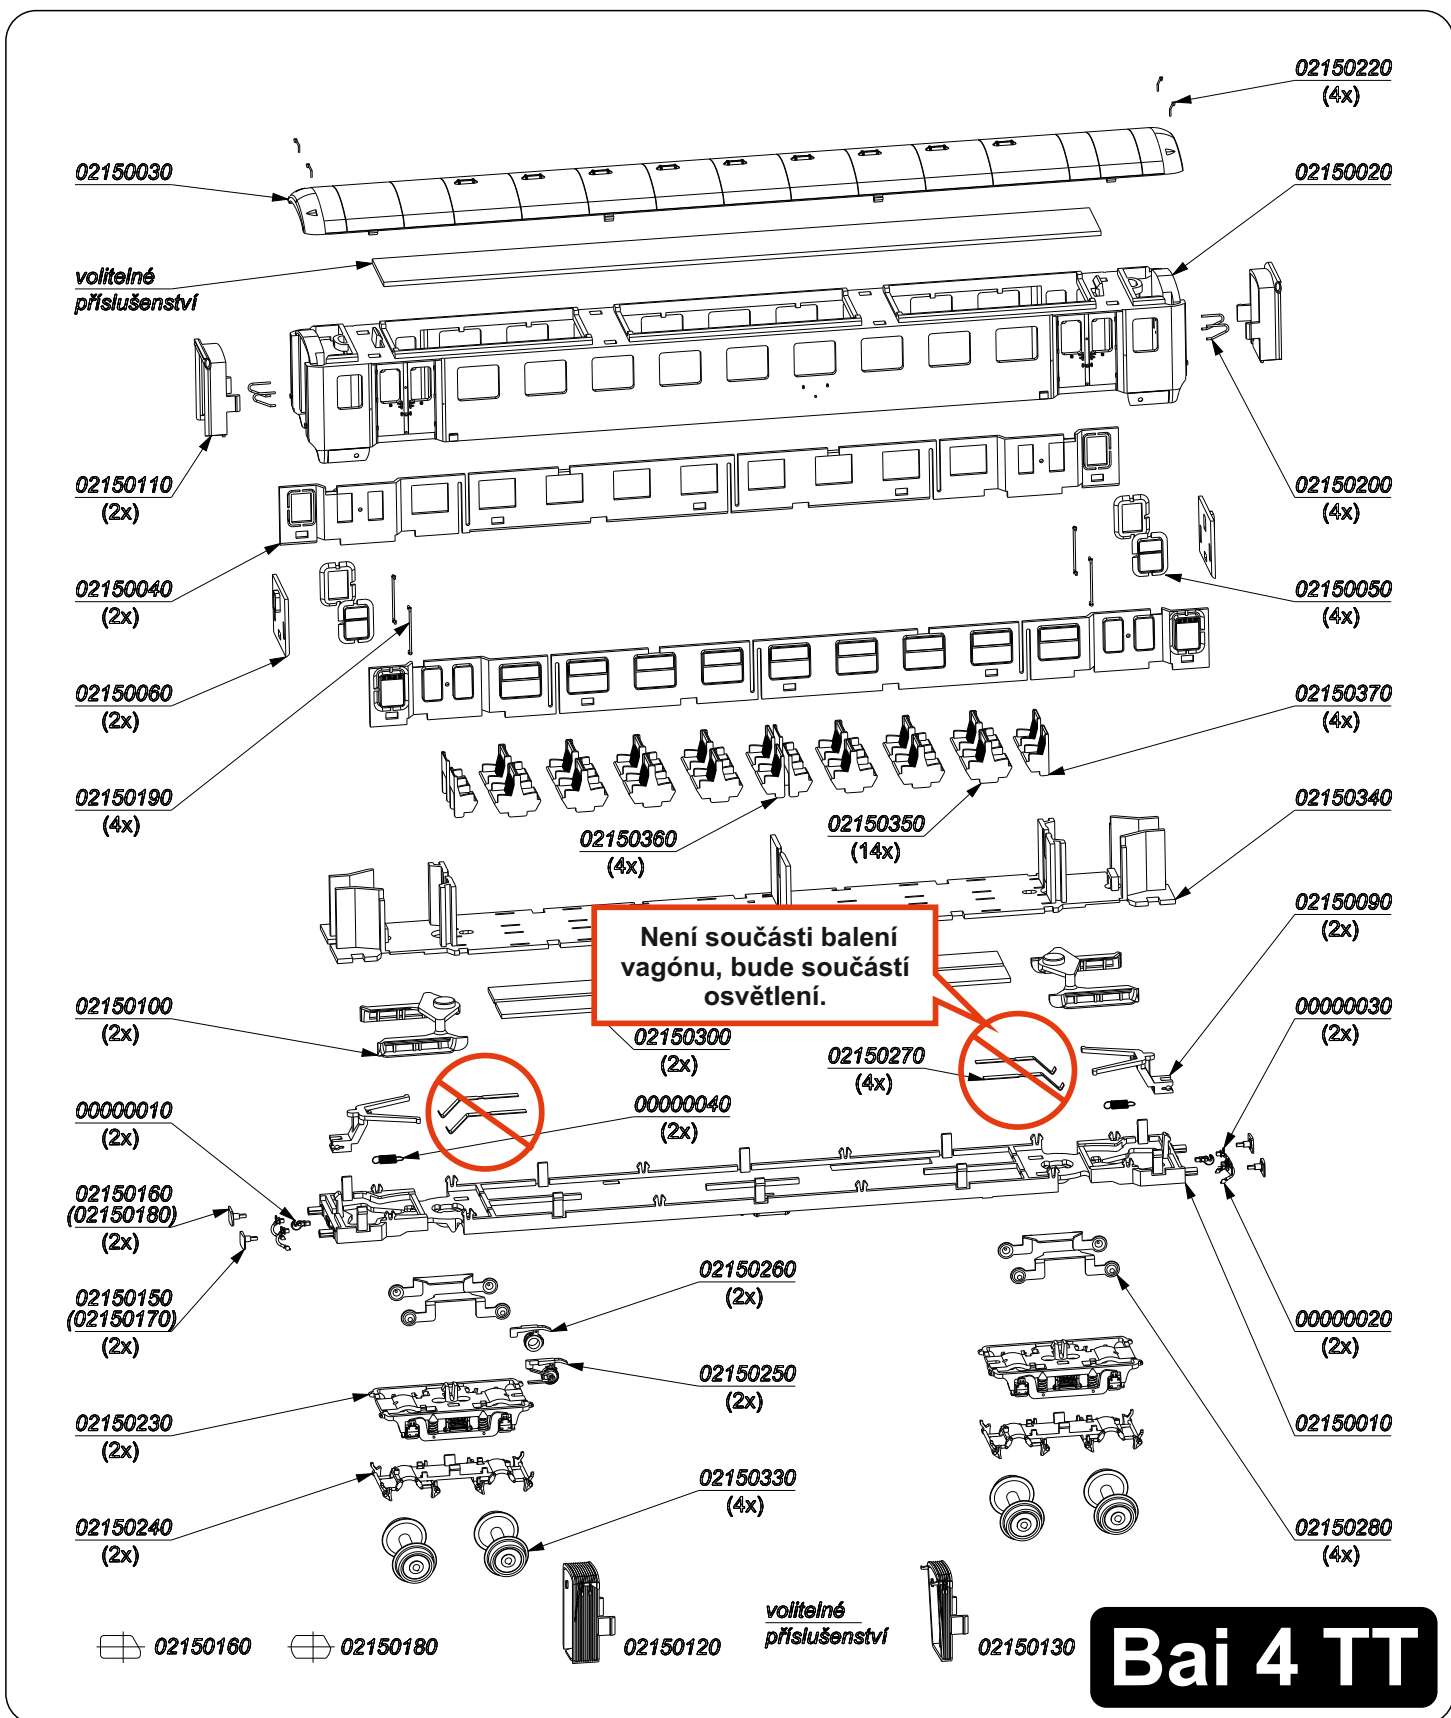 02150220
(4x)
02150030
02150020
volitelné
příslušenství
02150110
(2x)
02150200
(4x)
02150040
(2x)
02150050
(4x)
02150060
(2x)
02150370
(4x)
02150190
(4x)
02150360
(4x)
02150350
(14x)
02150340
02150090
(2x)
Není součásti balení
vagónu, bude součástí
osvětlení.
02150100
(2x)
02150300
(2x)
02150270
(4x)
00000030
(2x)
00000010
(2x)
00000040
(2x)
02150160
(02150180)
(2x)
02150150
(02150170)
(2x)
02150260
(2x)
00000020
(2x)
02150250
(2x)
02150230
(2x)
02150010
02150330
(4x)
02150240
(2x)
02150280
(4x)
02150160
02150180
02150120
volitelné
příslušenství
02150130
Bai 4 TT